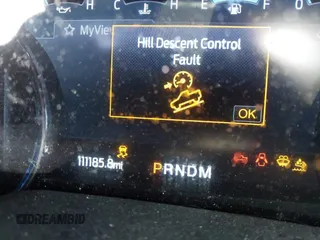 H C H E F O
MyView
Hill Descent Control
Fault
OK
111185.8mi PRNDM
DREAMBID